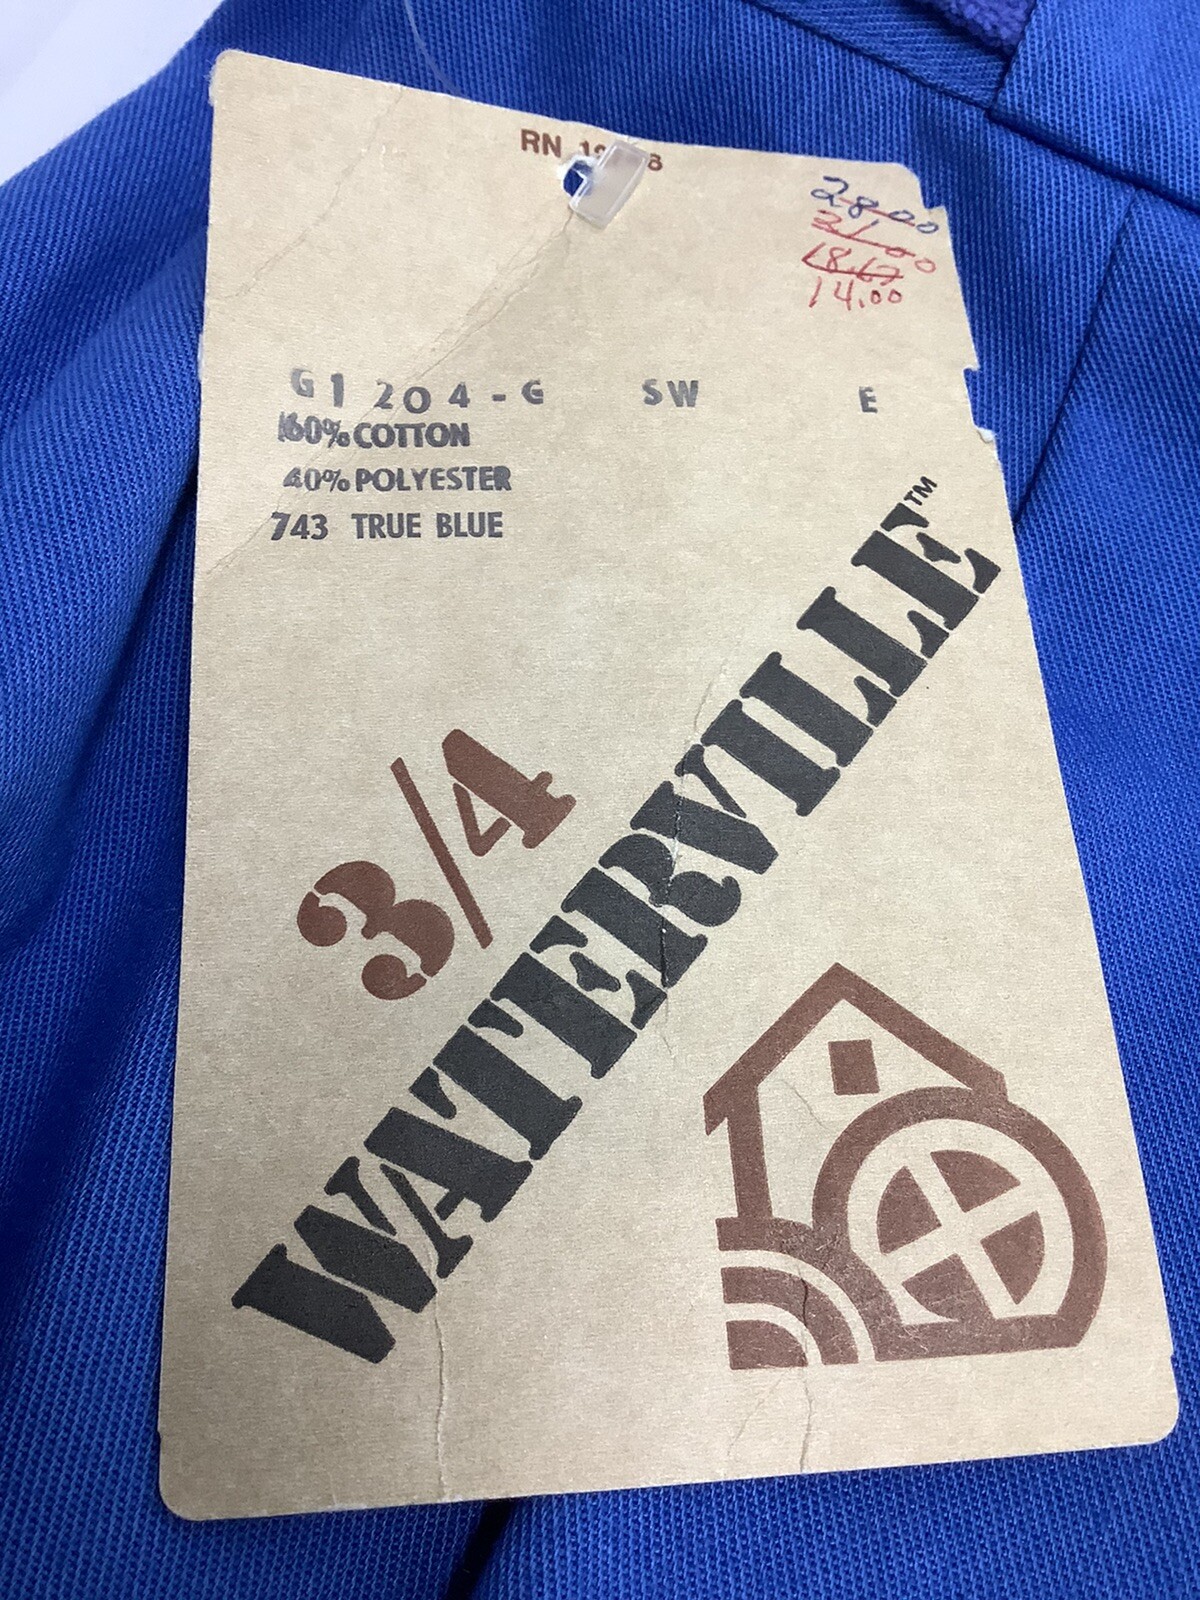 RN
28.00
21.00
18.67
14.00
G1204-G SW E
60% COTTON
40% POLYESTER
743 TRUE BLUE
3/4
WATERVILLE™